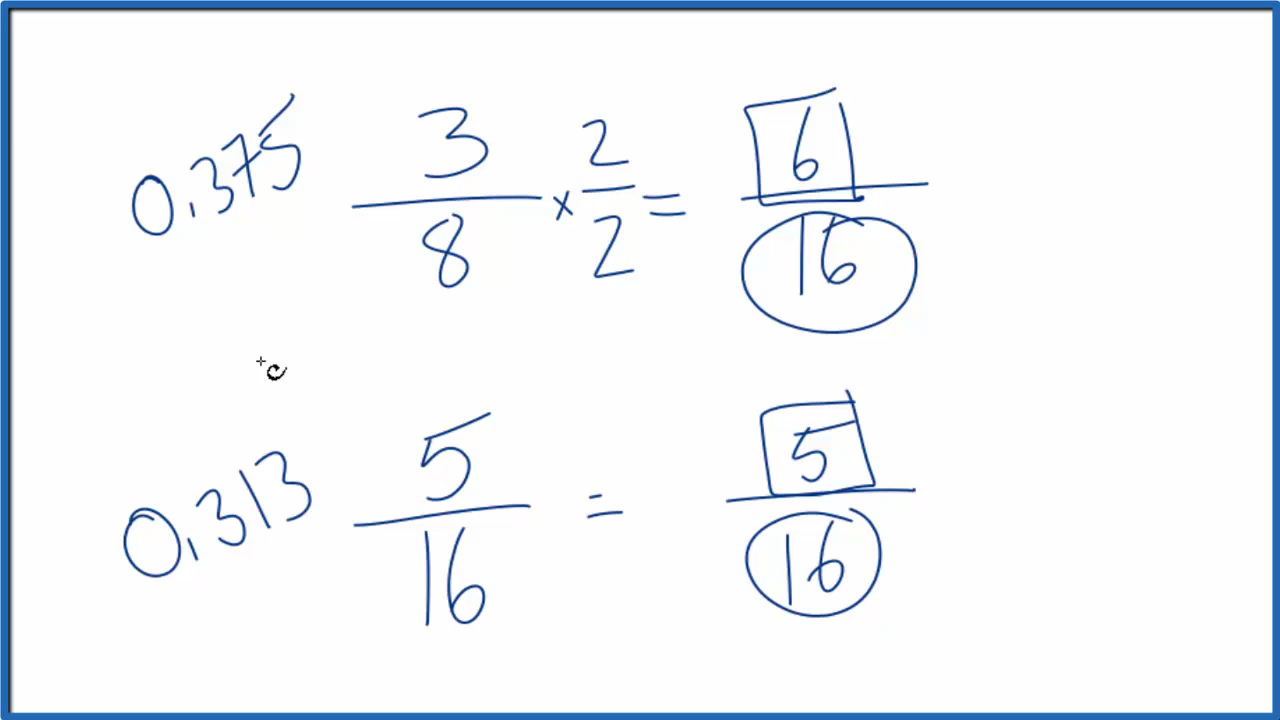 0.375 3/8 × 2/2 = 6/16
0.313 5/16 = 5/16